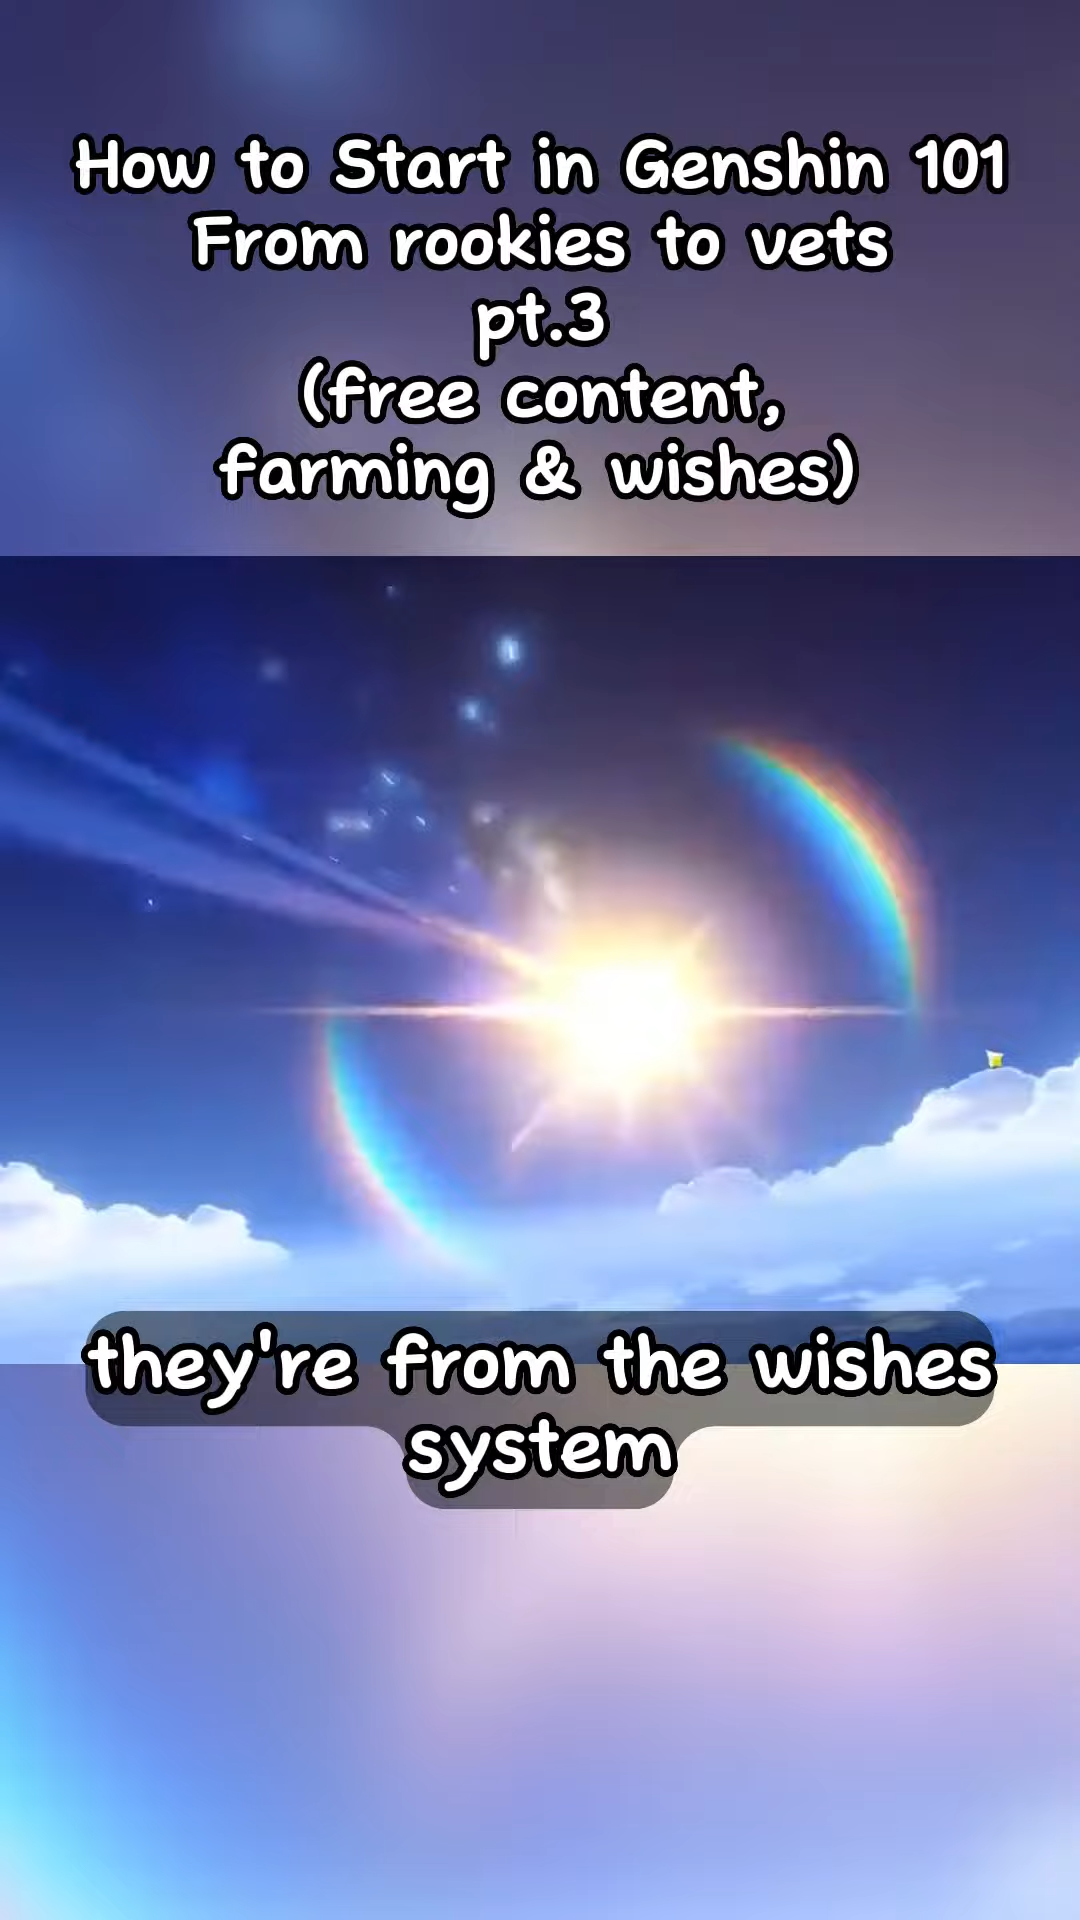 How to Start in Genshin 101
From rookies to vets
pt.3
(free content,
farming & wishes)
they're from the wishes
system